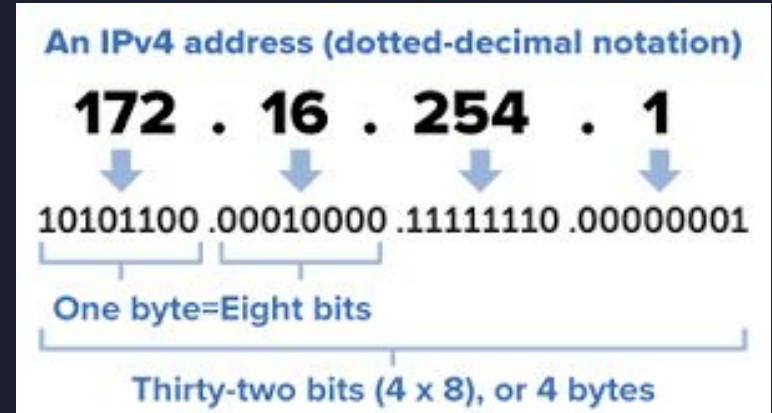 An IPv4 address (dotted-decimal notation)
172 . 16 . 254 . 1
10101100 .00010000 .11111110 .00000001
One byte=Eight bits
Thirty-two bits (4 x 8), or 4 bytes